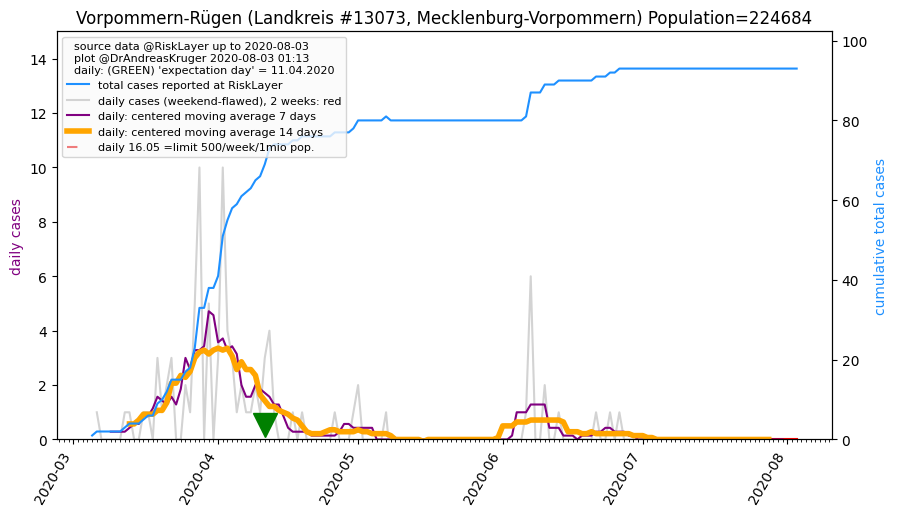 Vorpommern-Rügen (Landkreis #13073, Mecklenburg-Vorpommern) Population=224684
source data @RiskLayer up to 2020-08-03
plot @DrAndreasKruger 2020-08-03 01:13
daily: (GREEN) 'expectation day' = 11.04.2020
total cases reported at RiskLayer
daily cases (weekend-flawed), 2 weeks: red
daily: centered moving average 7 days
daily: centered moving average 14 days
daily 16.05 =limit 500/week/1mio pop.
daily cases
14
12
10
8
6
4
2
0
cumulative total cases
100
80
60
40
20
0
2020-03
2020-04
2020-05
2020-06
2020-07
2020-08